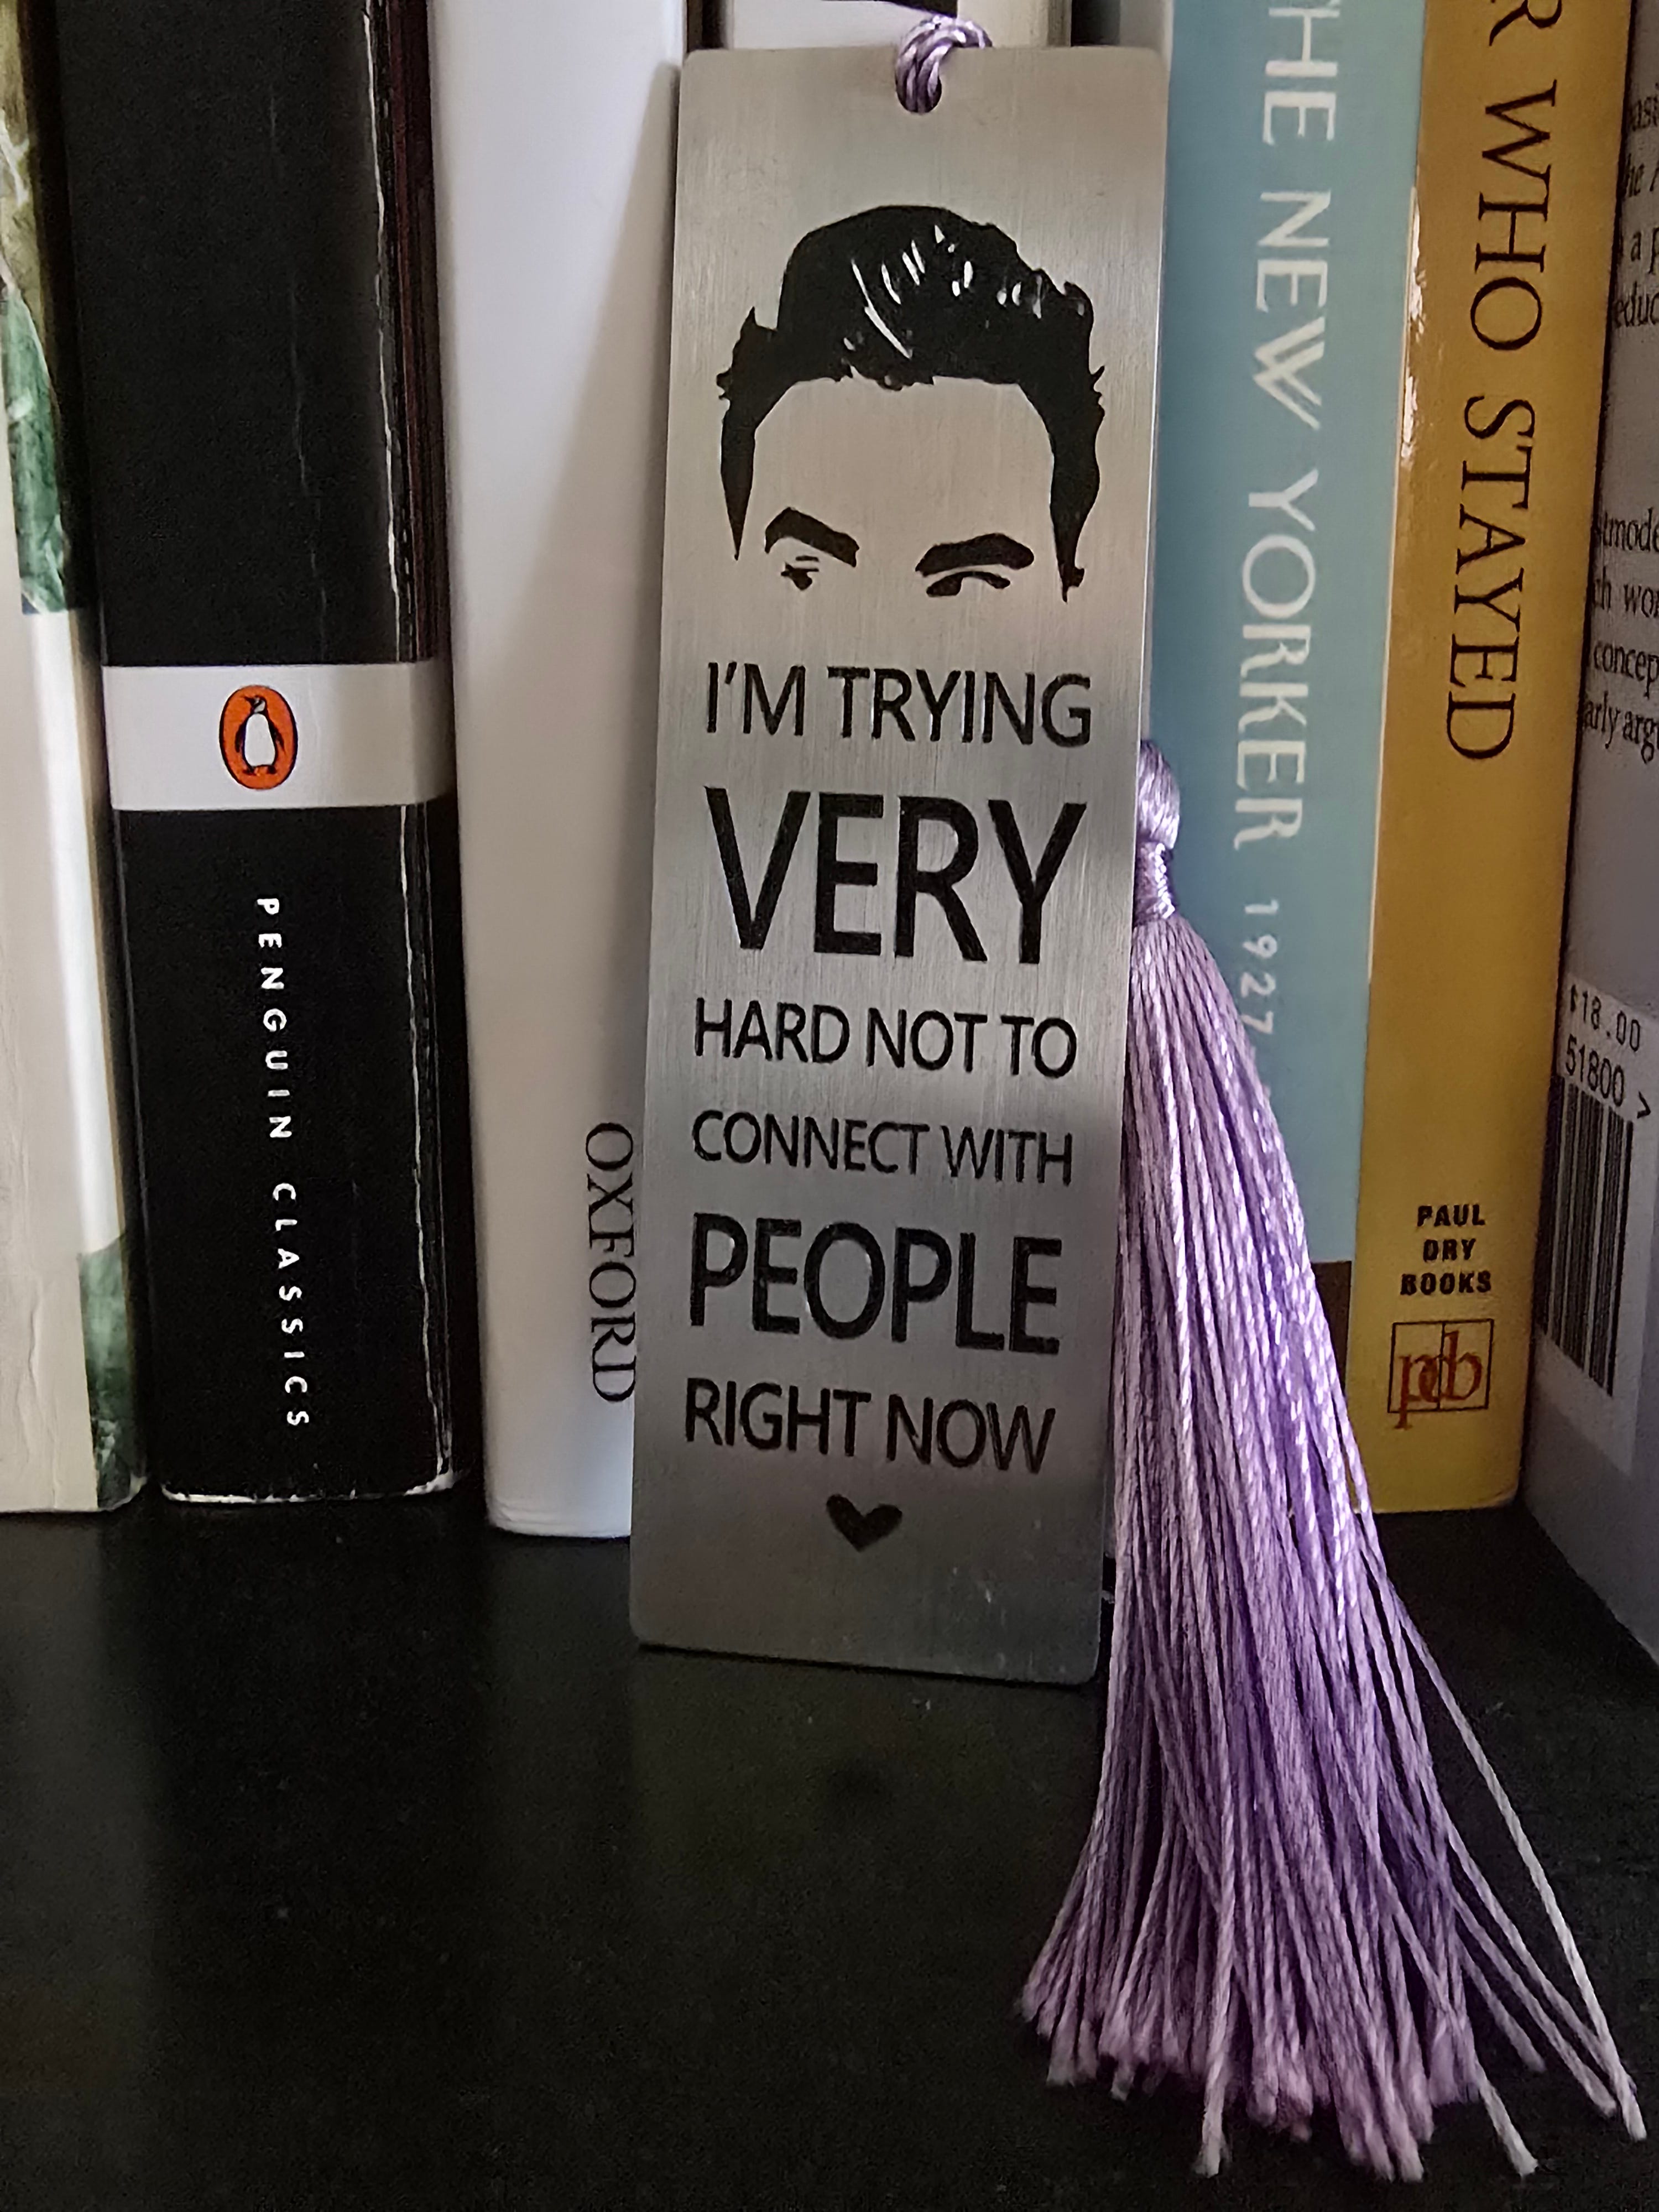 PENGUIN CLASSICS
OXFORD
I'M TRYING
VERY
HARD NOT TO
CONNECT WITH
PEOPLE
RIGHT NOW
THE NEW YORKER 1927
WHO STAYED
PAUL
DRY
BOOKS
pdb
a
$18.00
51800 >